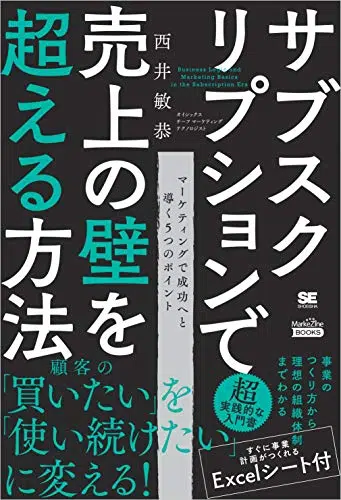 サブスク
リプションで
売上の壁を
超える方法
西井敏恭
オイシックス
チーフ マーケティング
テクノロジスト
Business Logic and
Marketing Basics
in the Subscription Era
マーケティングで成功へと
導く5つのポイント
SE
SHOEISHA
MarkeZine
BOOKS
事業の
つくり方から
理想の組織体制
までわかる
超
実践的な
入門書
顧客の
「買いたい」を
「使い続けたい」
に変える!
すぐに事業
計画がつくれる
Excelシート付